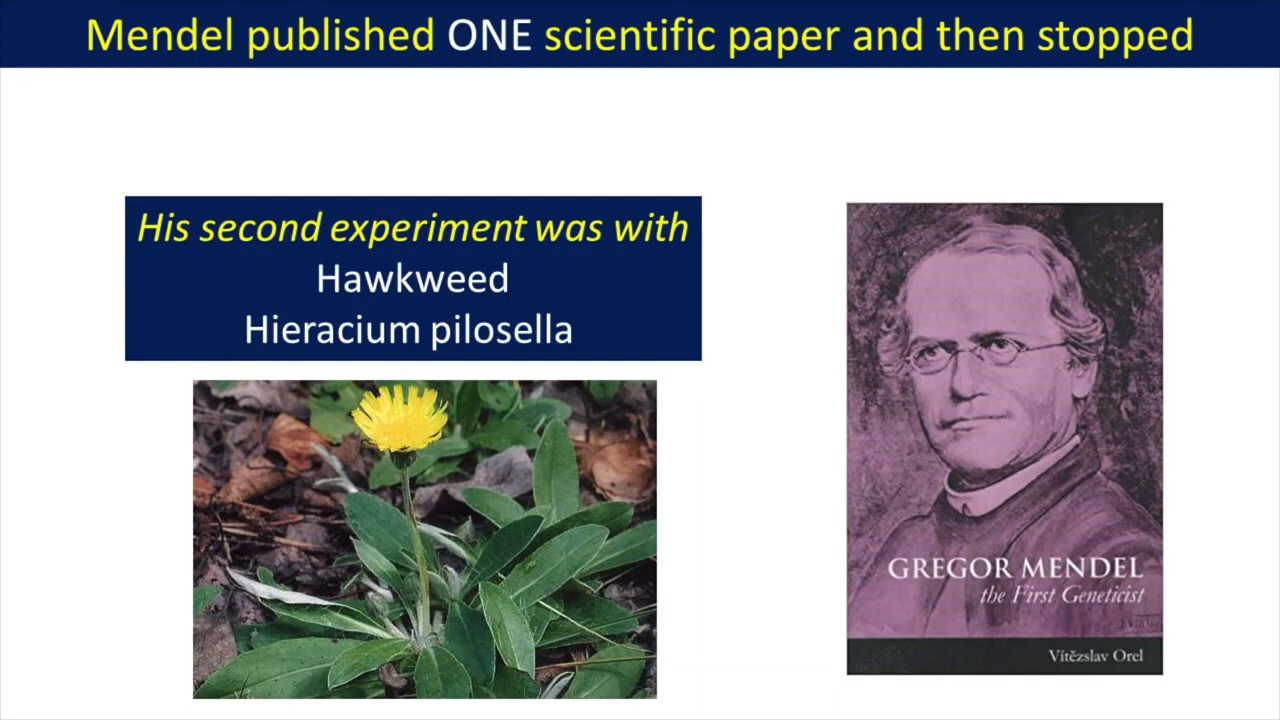 Mendel published ONE scientific paper and then stopped
His second experiment was with
Hawkweed
Hieracium pilosella
GREGOR MENDEL
the First Geneticist
Vítězslav Orel